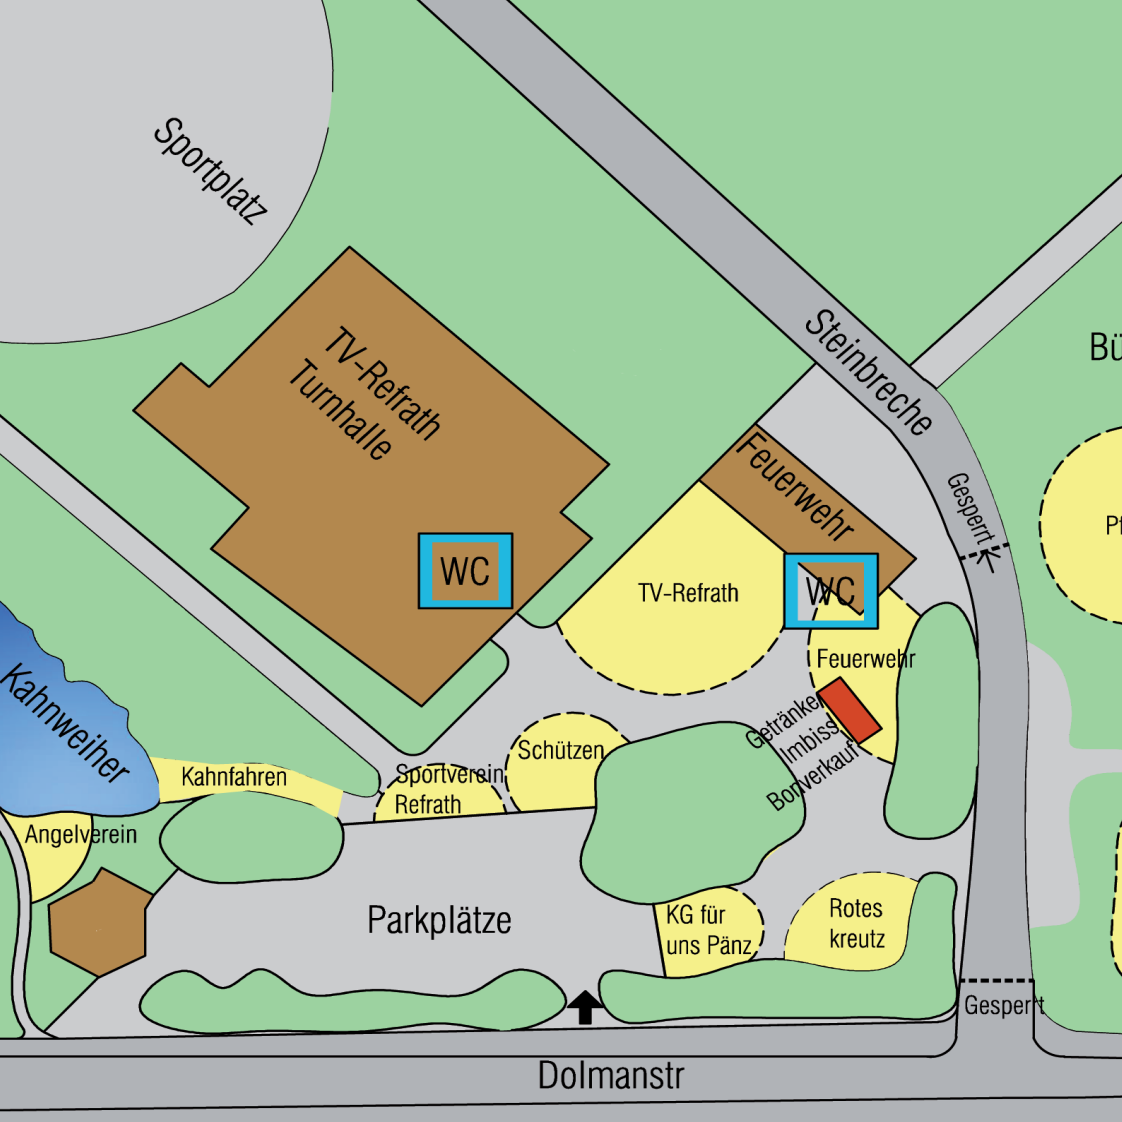 Sportplatz
Steinbreche
Bü
TV-Refrath
Turnhalle
Feuerwehr
Gesperrt
Pf
WC
TV-Refrath
WC
Feuerwehr
Kahnweiher
Getränke
Imbiss
Bonverkauf
Schützen
Kahnfahren
Sportverein
Refrath
Angelverein
Parkplätze
KG für
uns Pänz
Rotes
kreutz
Gesperrt
Dolmanstr